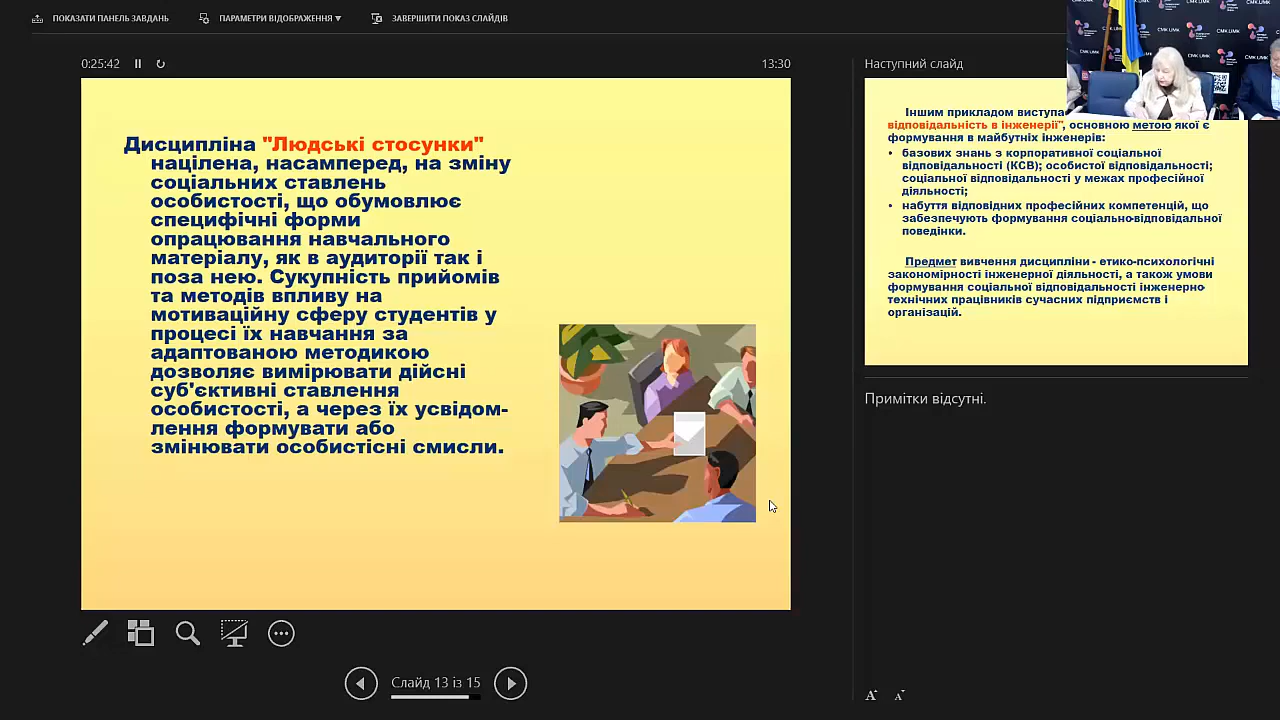 ПОКАЗАТИ ПАНЕЛЬ ЗАВДАНЬ
ПАРАМЕТРИ ВІДОБРАЖЕННЯ ▼
ЗАВЕРШИТИ ПОКАЗ СЛАЙДІВ
0:25:42
13:30
Дисципліна "Людські стосунки"
націлена, насамперед, на зміну
соціальних ставлень
особистості, що обумовлює
специфічні форми
опрацювання навчального
матеріалу, як в аудиторії так і
поза нею. Сукупність прийомів
та методів впливу на
мотиваційну сферу студентів у
процесі їх навчання за
адаптованою методикою
дозволяє вимірювати дійсні
суб'єктивні ставлення
особистості, а через їх усвідом-
лення формувати або
змінювати особистісні смисли.
Слайд 13 із 15
Наступний слайд
Іншим прикладом виступа
відповідальність в інженерії", основною метою якої є
формування в майбутніх інженерів:
• базових знань з корпоративної соціальної
відповідальності (КСВ); особистої відповідальності;
соціальної відповідальності у межах професійної
діяльності;
• набуття відповідних професійних компетенцій, що
забезпечують формування соціально-відповідальної
поведінки.
Предмет вивчення дисципліни - етико-психологічні
закономірності інженерної діяльності, а також умови
формування соціальної відповідальності інженерно-
технічних працівників сучасних підприємств і
організацій.
Примітки відсутні.